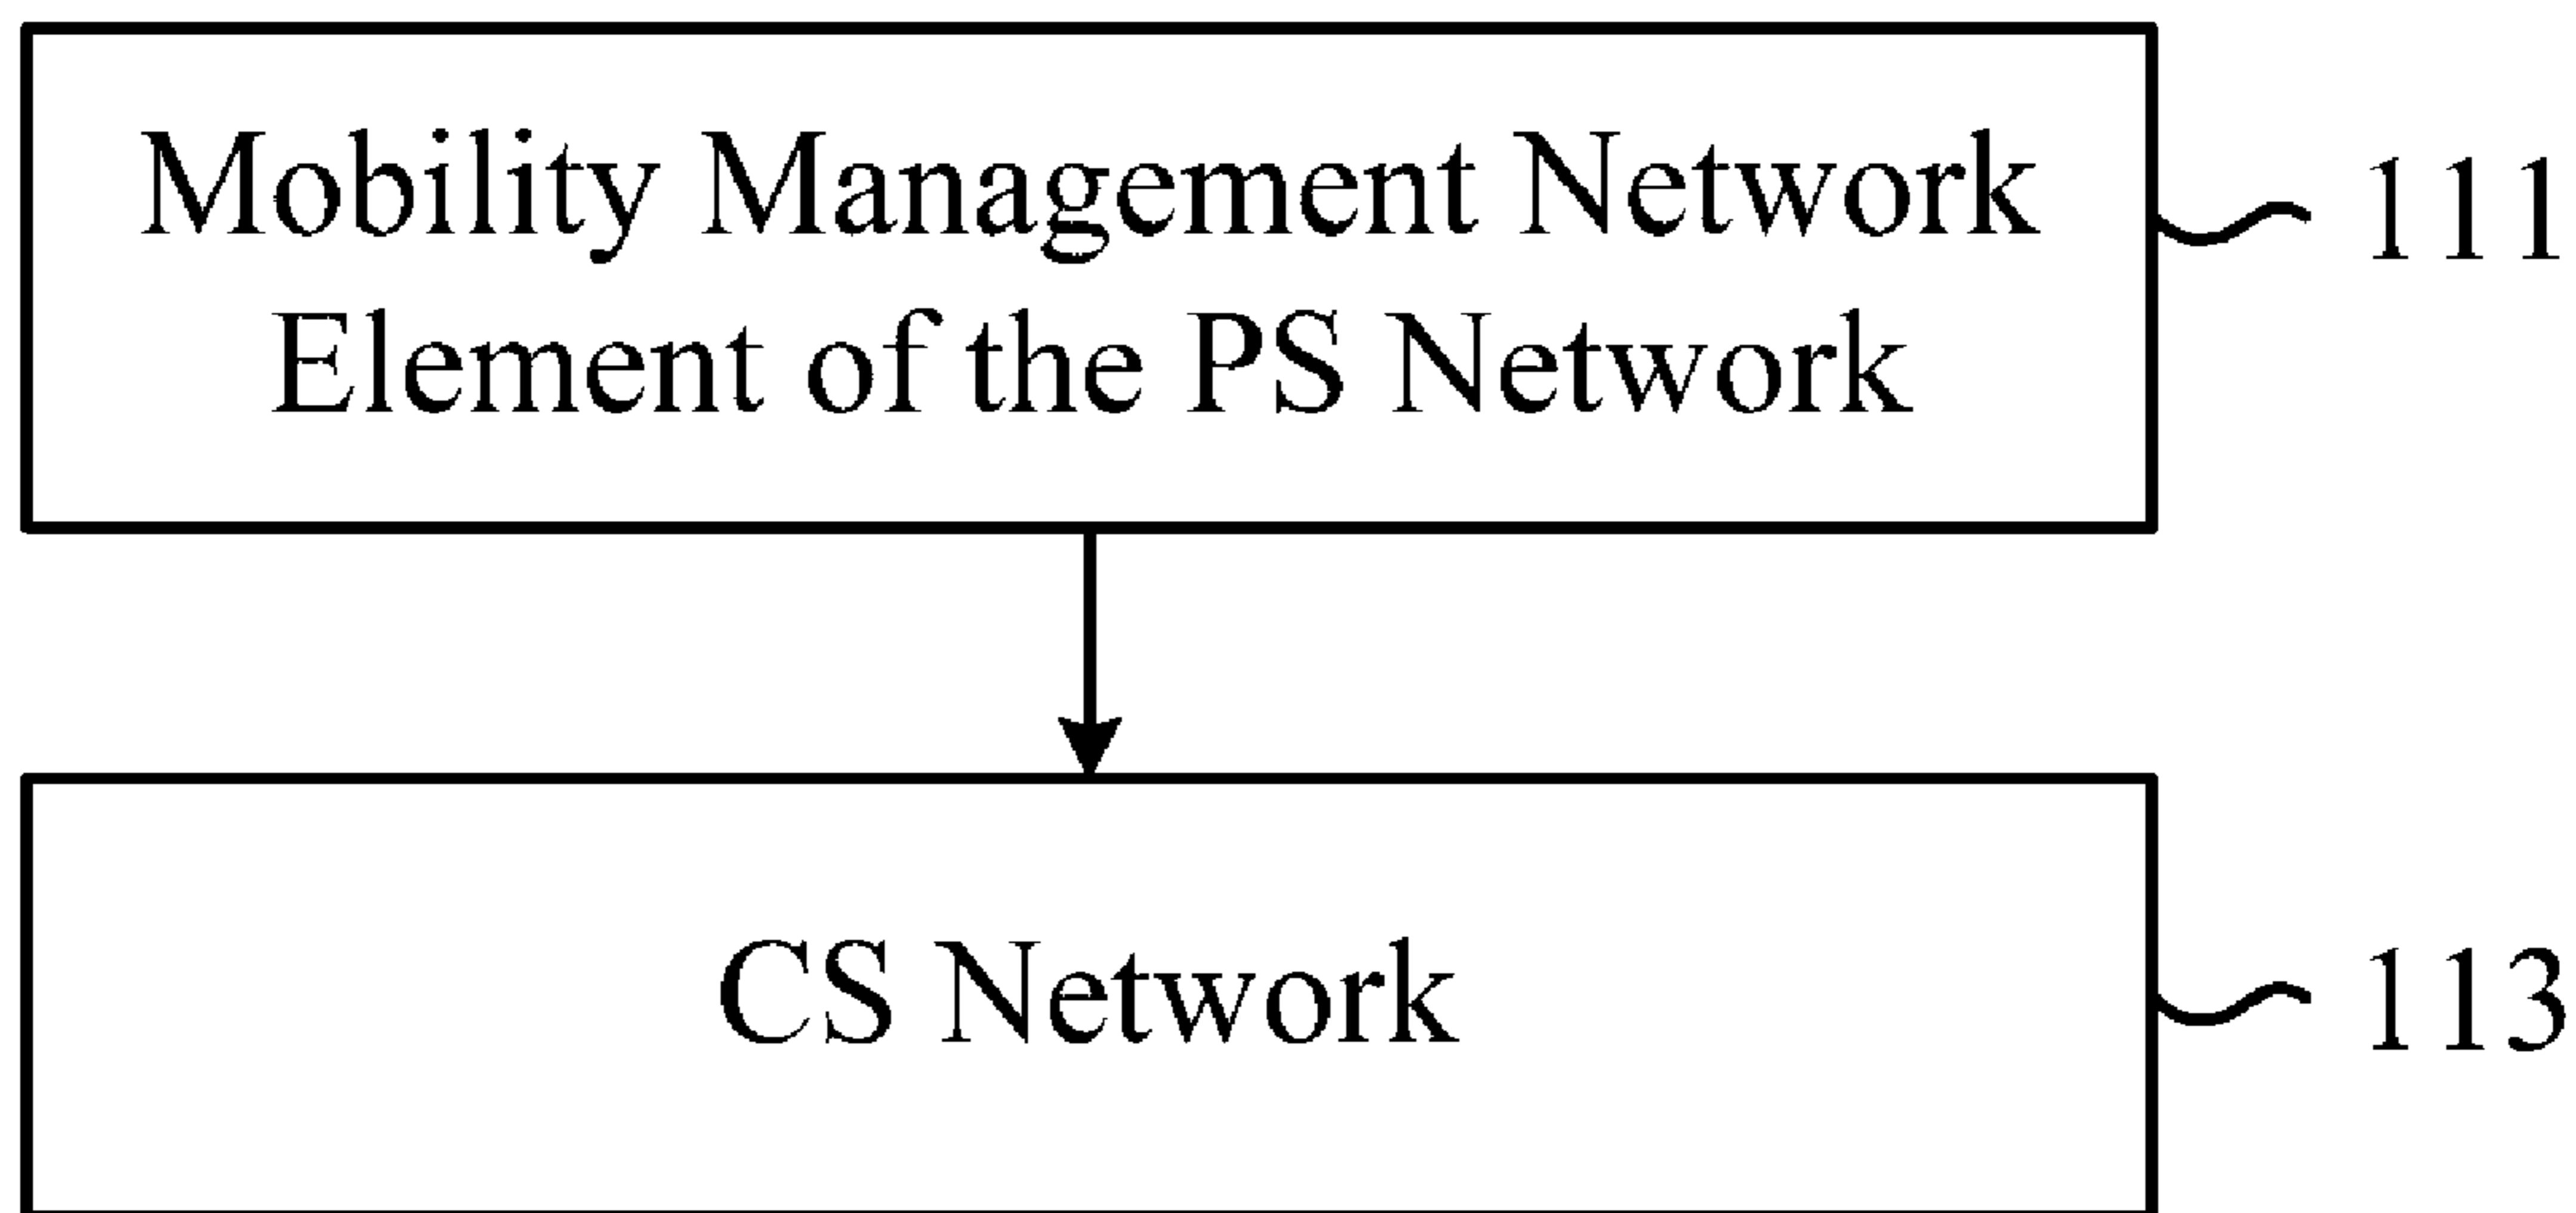 Mobility Management Network
Element of the PS Network
111
CS Network
113